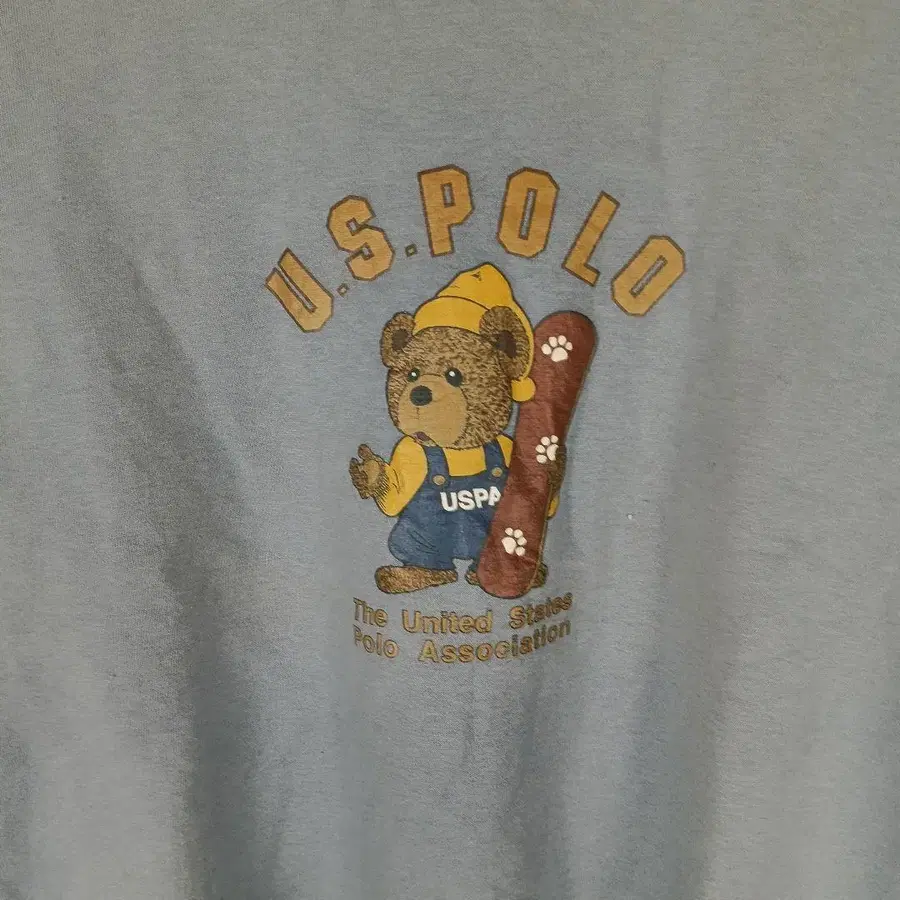 U.S.POLO
USPA
The United States
Polo Association